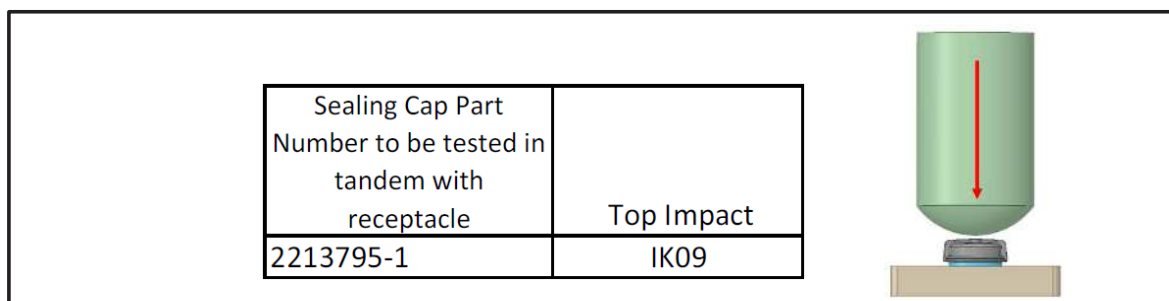 Sealing Cap Part
Number to be tested in
tandem with
receptacle
Top Impact
2213795-1
IK09